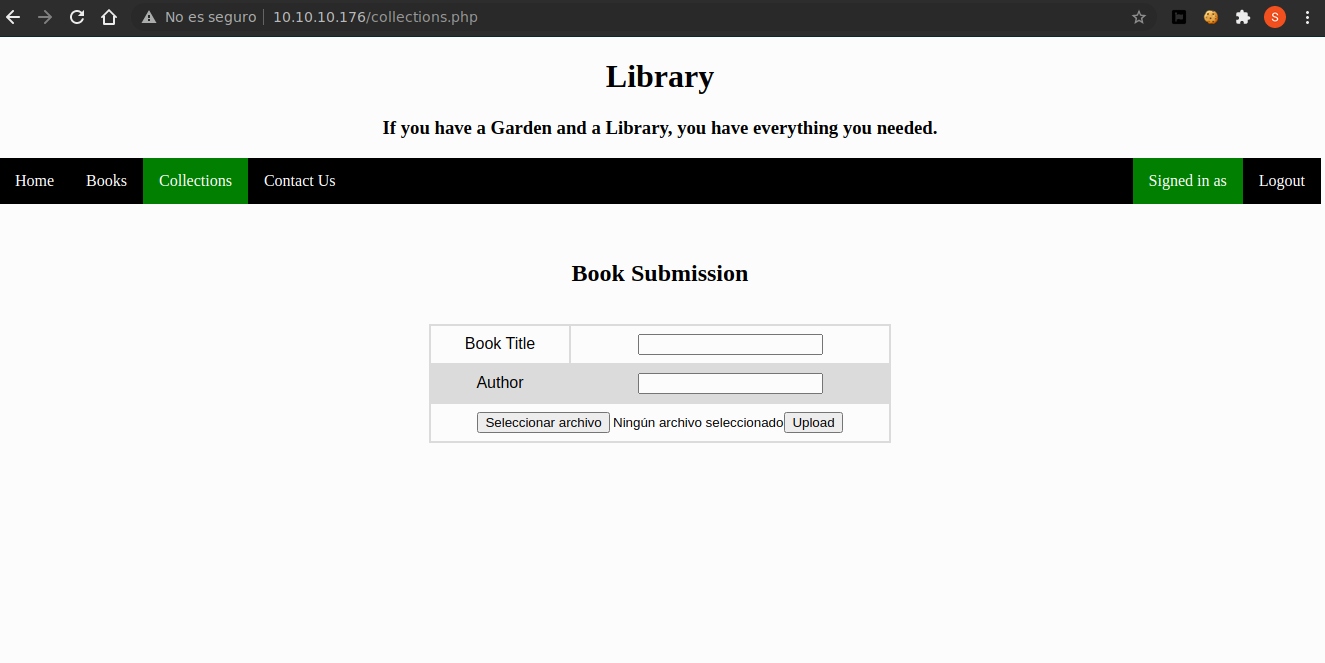 No es seguro 10.10.10.176/collections.php S
Library
If you have a Garden and a Library, you have everything you needed.
Home Books Collections Contact Us Signed in as Logout
Book Submission
Book Title
Author
Seleccionar archivo Ningún archivo seleccionado Upload